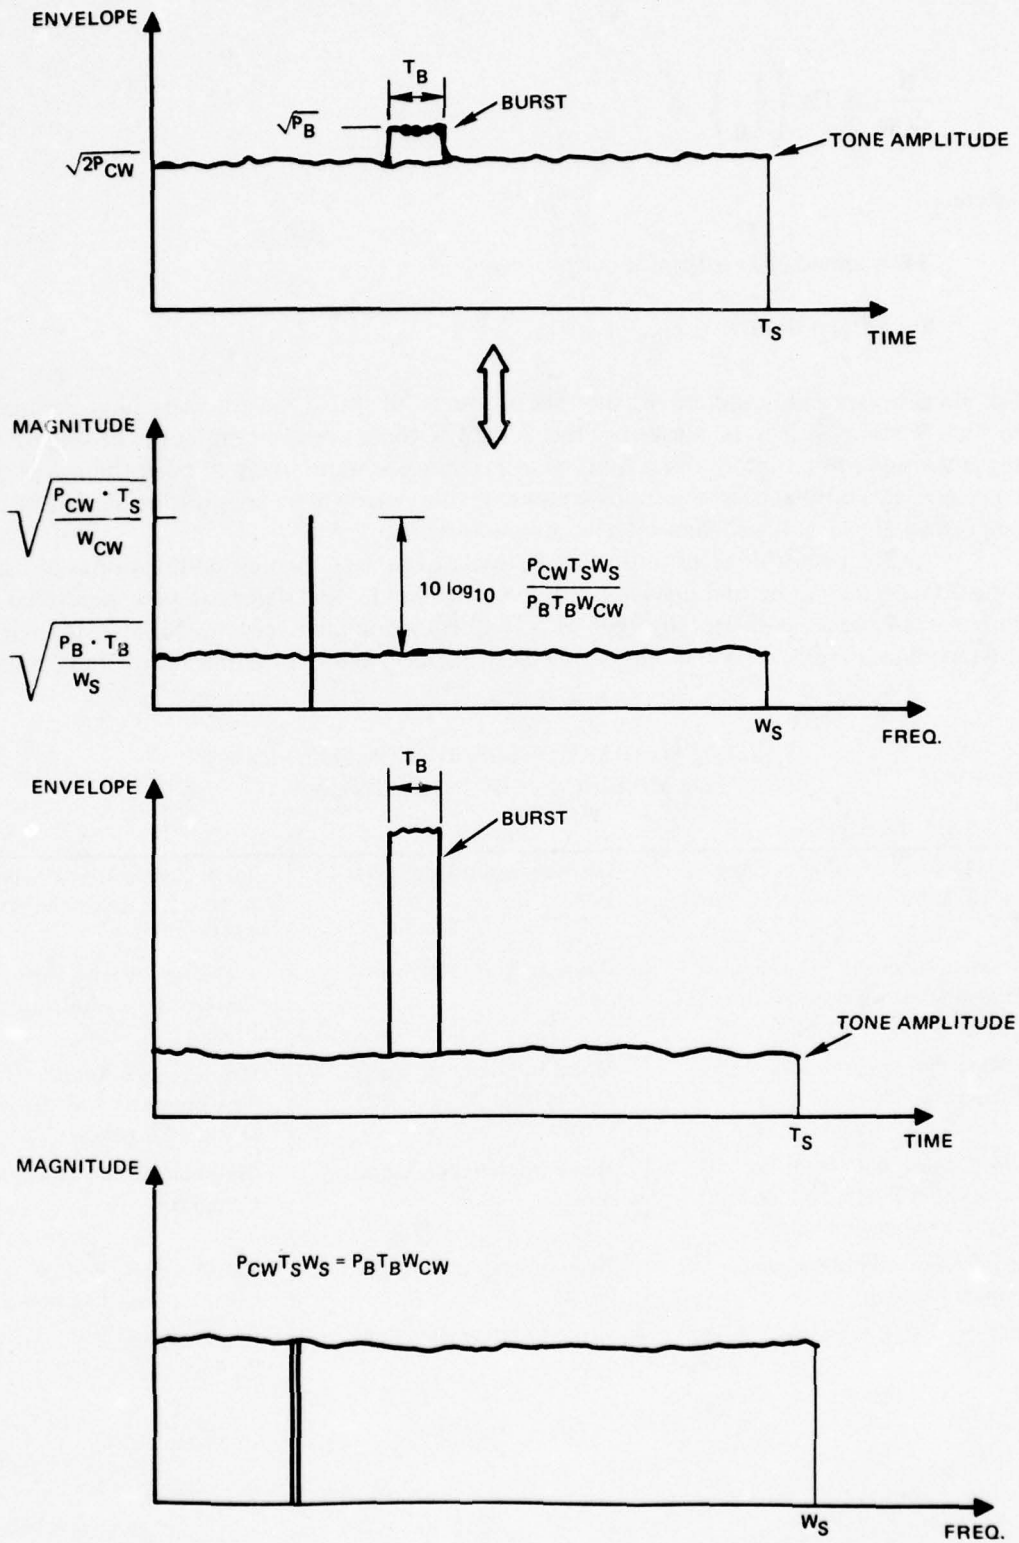 ENVELOPE
T_B
BURST
√P_B
√2P_CW
TONE AMPLITUDE
T_S
TIME
MAGNITUDE
√(P_CW · T_S / W_CW)
10 log₁₀ P_CW T_S W_S / P_B T_B W_CW
√(P_B · T_B / W_S)
W_S
FREQ.
ENVELOPE
T_B
BURST
TONE AMPLITUDE
T_S
TIME
MAGNITUDE
P_CW T_S W_S = P_B T_B W_CW
W_S
FREQ.